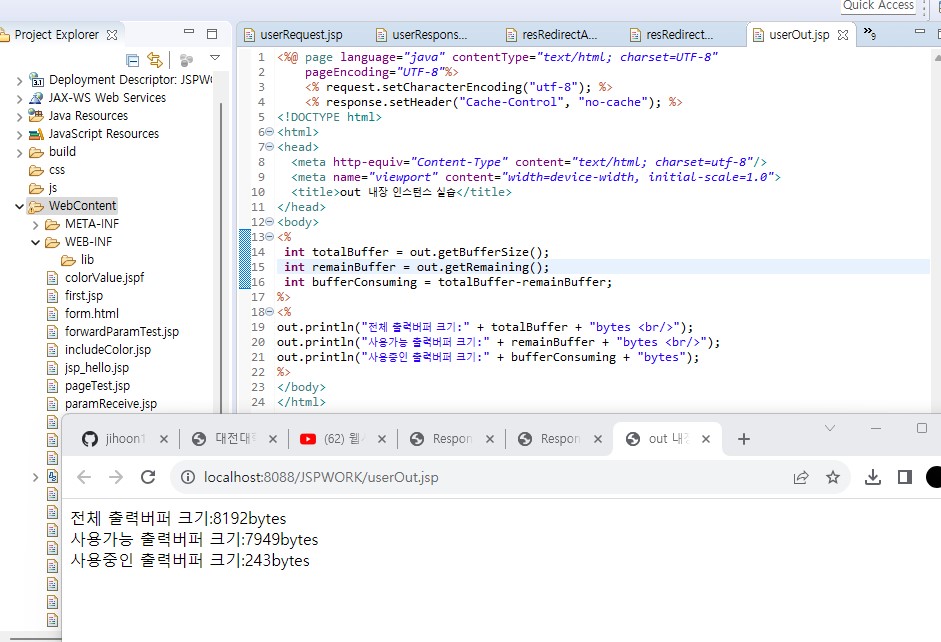 Quick Access
Project Explorer
Deployment Descriptor: JSPW
JAX-WS Web Services
Java Resources
JavaScript Resources
build
css
js
WebContent
META-INF
WEB-INF
lib
colorValue.jspf
first.jsp
form.html
forwardParamTest.jsp
includeColor.jsp
jsp_hello.jsp
pageTest.jsp
paramReceive.jsp
userRequest.jsp
userRespons...
resRedirectA...
resRedirect...
userOut.jsp
»9
1 <%@ page language="java" contentType="text/html; charset=UTF-8"
2 pageEncoding="UTF-8"%>
3 <% request.setCharacterEncoding("utf-8"); %>
4 <% response.setHeader("Cache-Control", "no-cache"); %>
5 <!DOCTYPE html>
6 <html>
7 <head>
8 <meta http-equiv="Content-Type" content="text/html; charset=utf-8"/>
9 <meta name="viewport" content="width=device-width, initial-scale=1.0">
10 <title>out 내장 인스턴스 실습</title>
11 </head>
12 <body>
13 <%
14 int totalBuffer = out.getBufferSize();
15 int remainBuffer = out.getRemaining();
16 int bufferConsuming = totalBuffer-remainBuffer;
17 %>
18 <%
19 out.println("전체 출력버퍼 크기:" + totalBuffer + "bytes <br/>");
20 out.println("사용가능 출력버퍼 크기:" + remainBuffer + "bytes <br/>");
21 out.println("사용중인 출력버퍼 크기:" + bufferConsuming + "bytes");
22 %>
23 </body>
24 </html>
jihoon1
대전대
(62) 웹
Respon
Respon
out 내
localhost:8088/JSPWORK/userOut.jsp
전체 출력버퍼 크기:8192bytes
사용가능 출력버퍼 크기:7949bytes
사용중인 출력버퍼 크기:243bytes